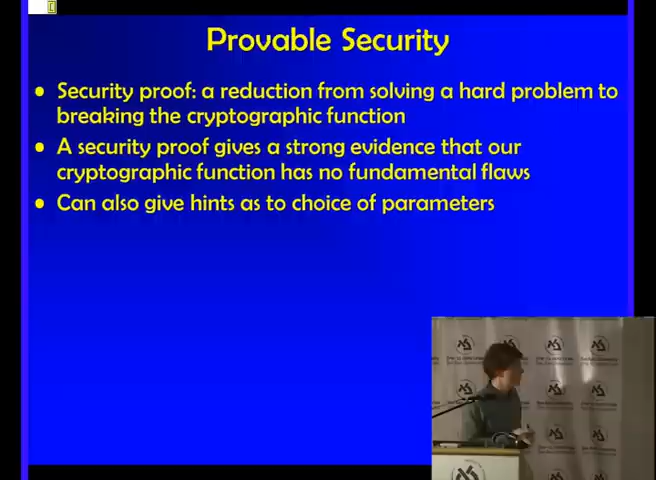 Provable Security
• Security proof: a reduction from solving a hard problem to
breaking the cryptographic function
• A security proof gives a strong evidence that our
cryptographic function has no fundamental flaws
• Can also give hints as to choice of parameters